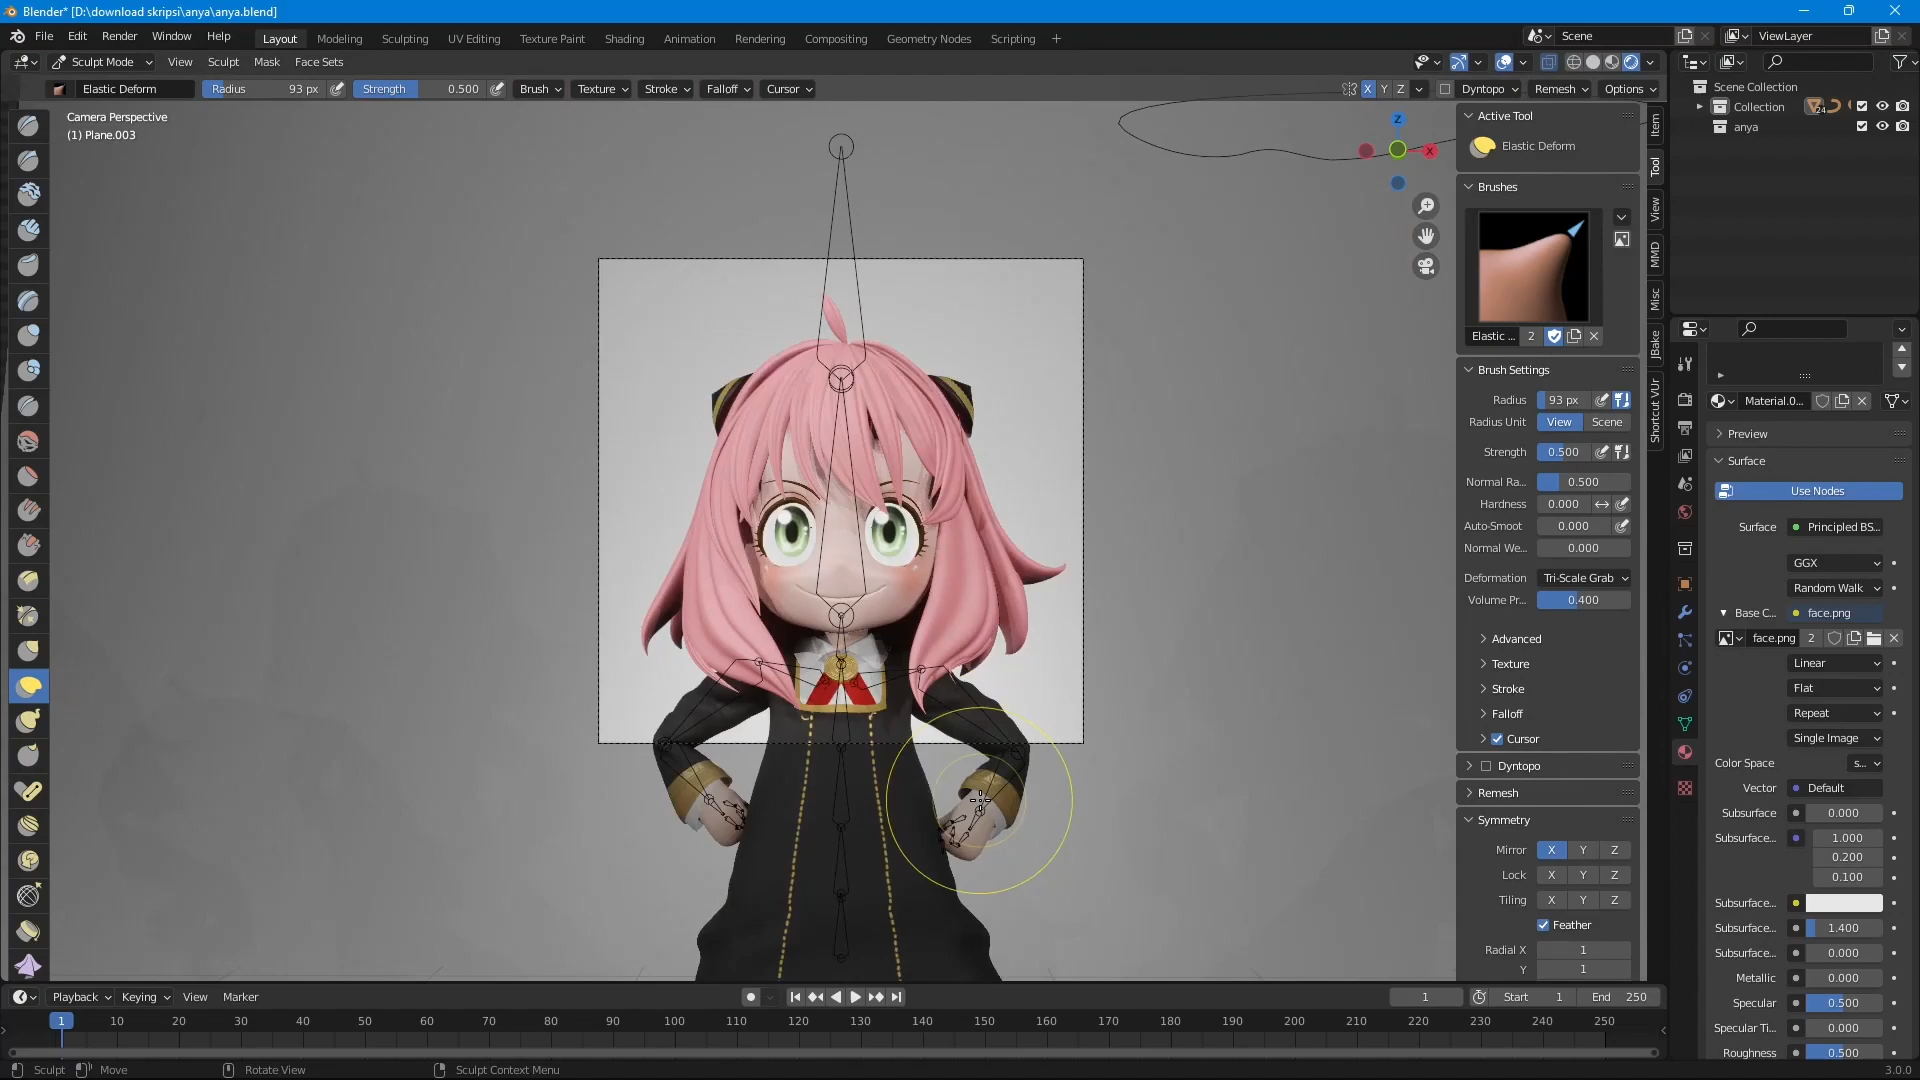 Blender* [D:\download skripsi\anya\anya.blend]
File Edit Render Window Help Layout Modeling Sculpting UV Editing Texture Paint Shading Animation Rendering Compositing Geometry Nodes Scripting + Scene ViewLayer
Sculpt Mode View Sculpt Mask Face Sets
Elastic Deform Radius 93 px Strength 0.500 Brush Texture Stroke Falloff Cursor X Y Z Dyntopo Remesh Options
Camera Perspective
(1) Plane.003
Z
X
Active Tool
Elastic Deform
Brushes
Elastic ... 2
Brush Settings
Radius 93 px
Radius Unit View Scene
Strength 0.500
Normal Ra... 0.500
Hardness 0.000
Auto-Smoot 0.000
Normal We... 0.000
Deformation Tri-Scale Grab
Volume Pr... 0.400
Advanced
Texture
Stroke
Falloff
Cursor
Dyntopo
Remesh
Symmetry
Mirror X Y Z
Lock X Y Z
Tiling X Y Z
Feather
Radial X 1
Y 1
Item
Tool
View
MMD
Misc
JBake
Shortcut VUr
Scene Collection
Collection 24
anya
Material.0...
Preview
Surface
Use Nodes
Surface Principled BS...
GGX
Random Walk
Base C... face.png
face.png 2
Linear
Flat
Repeat
Single Image
Color Space s...
Vector Default
Subsurface 0.000
Subsurface... 1.000
0.200
0.100
Subsurface...
Subsurface... 1.400
Subsurface... 0.000
Metallic 0.000
Specular 0.500
Specular Ti... 0.000
Roughness 0.500
Playback Keying View Marker 1 Start 1 End 250
1 10 20 30 40 50 60 70 80 90 100 110 120 130 140 150 160 170 180 190 200 210 220 230 240 250
Sculpt Move Rotate View Sculpt Context Menu 3.0.0